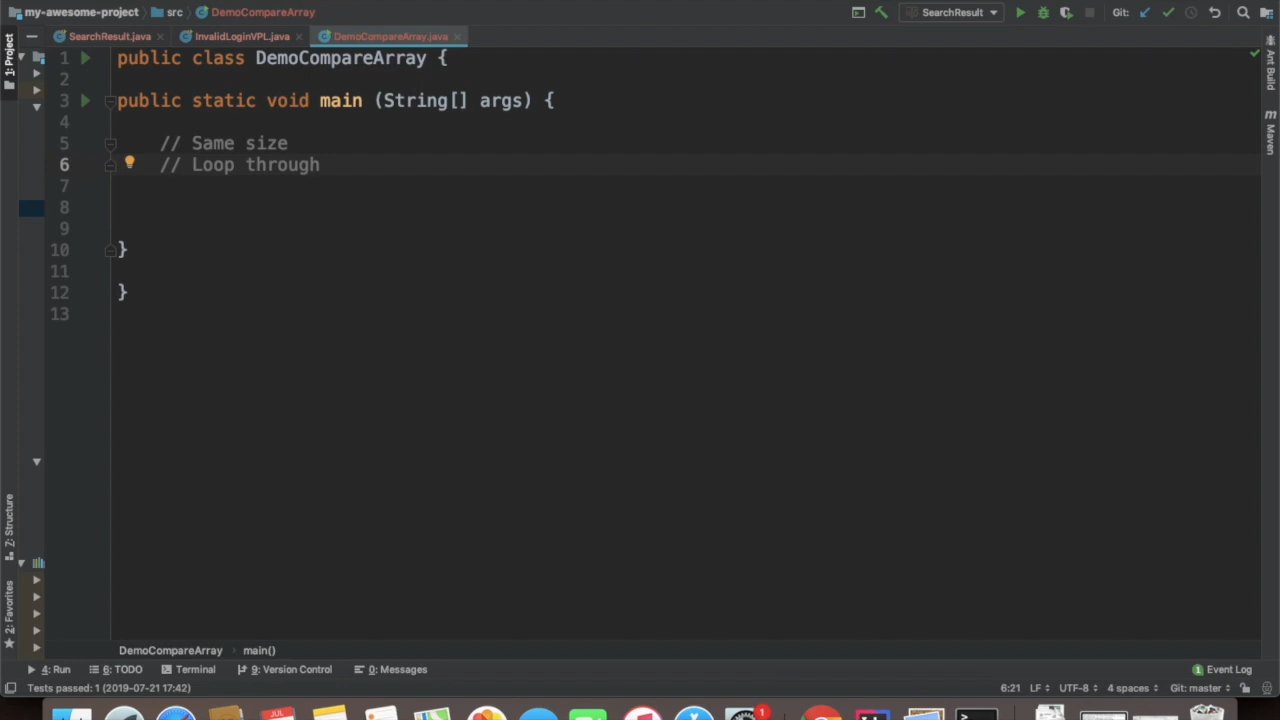 my-awesome-project src DemoCompareArray SearchResult Git:
SearchResult.java InvalidLoginVPL.java DemoCompareArray.java
1: Project
Ant Build
Maven
1 public class DemoCompareArray {
2
3 public static void main (String[] args) {
4
5 // Same size
6 // Loop through
7
8
9
10 }
11
12 }
13
7: Structure
2: Favorites
DemoCompareArray main()
4: Run 6: TODO Terminal 9: Version Control 0: Messages 1 Event Log
Tests passed: 1 (2019-07-21 17:42) 6:21 LF UTF-8 4 spaces Git: master
JUL 1